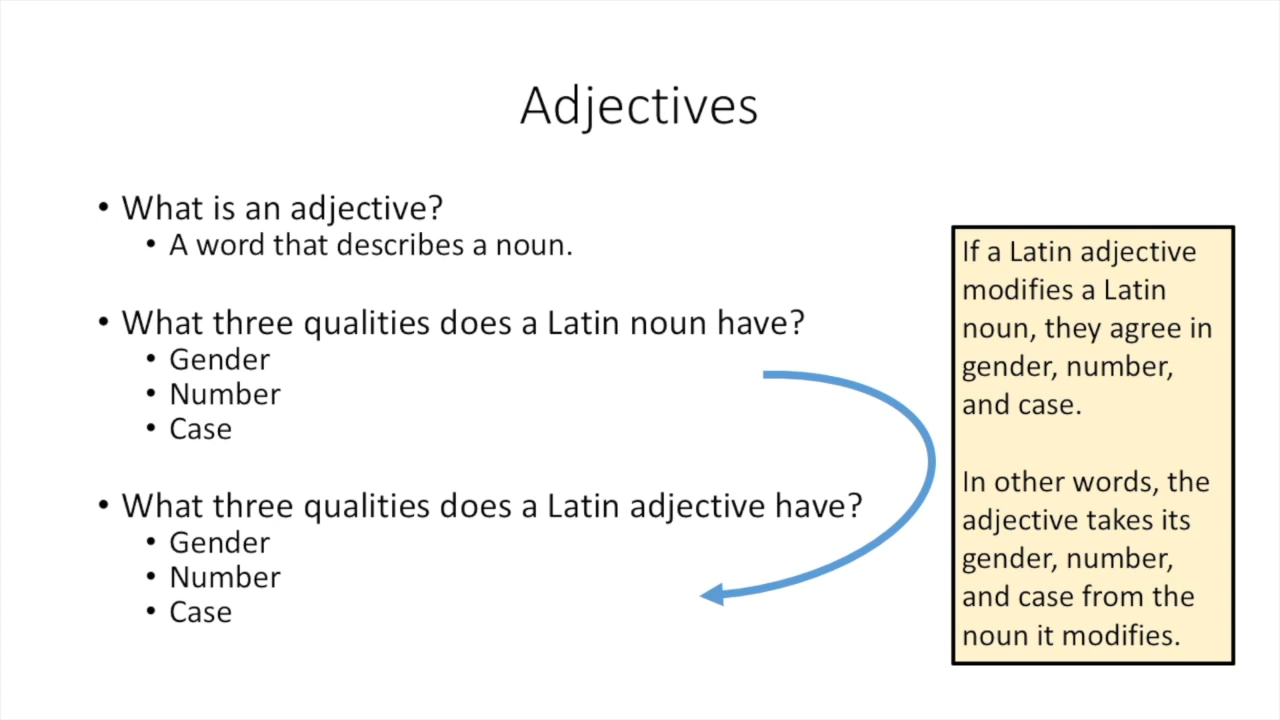 Adjectives
• What is an adjective?
• A word that describes a noun.
• What three qualities does a Latin noun have?
• Gender
• Number
• Case
• What three qualities does a Latin adjective have?
• Gender
• Number
• Case
If a Latin adjective
modifies a Latin
noun, they agree in
gender, number,
and case.
In other words, the
adjective takes its
gender, number,
and case from the
noun it modifies.